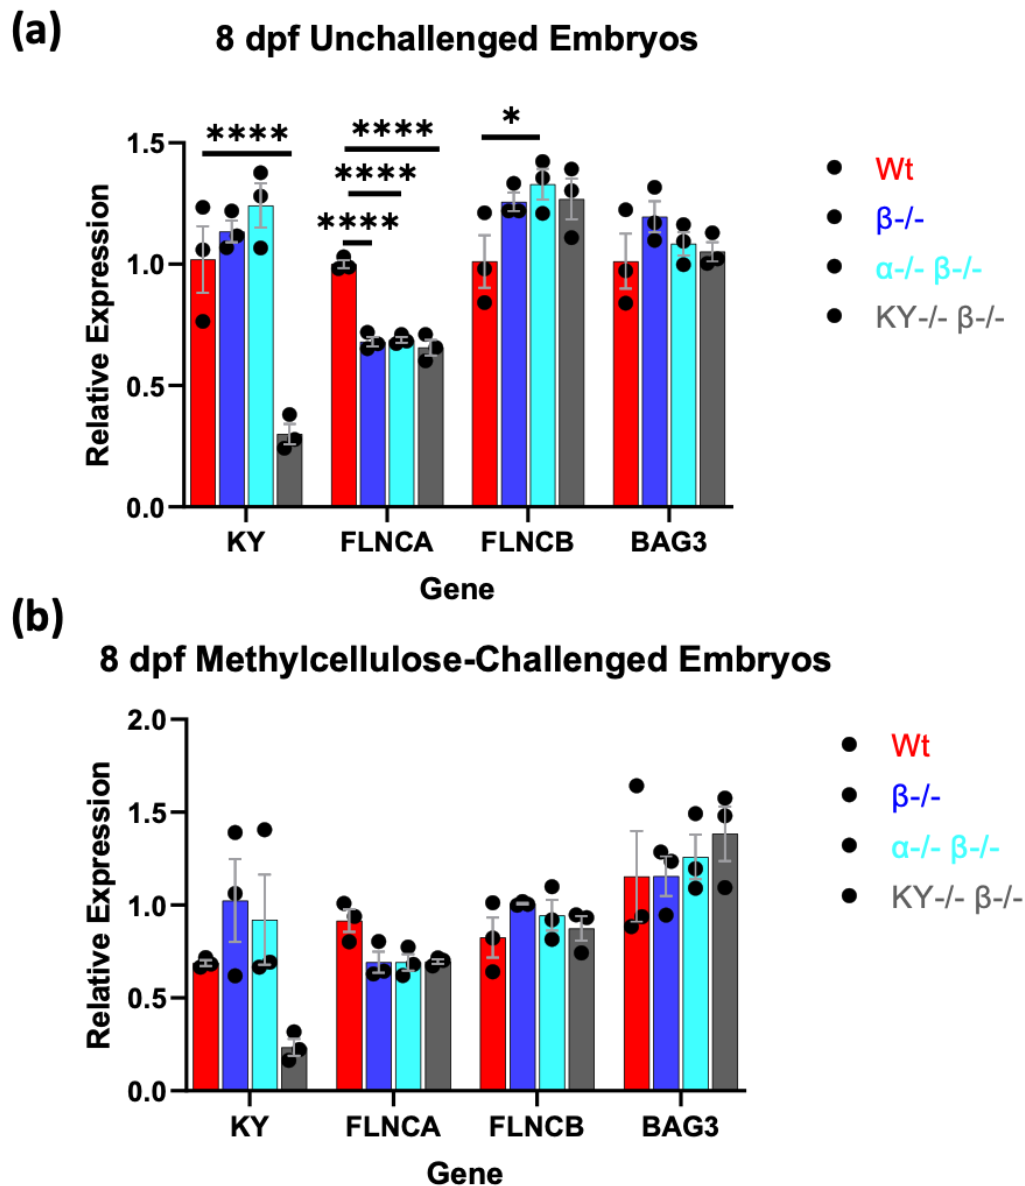 (a)
8 dpf Unchallenged Embryos
Relative Expression
1.5
1.0
0.5
0.0
****
****
****
****
*
KY
FLNCA
FLNCB
BAG3
Gene
Wt
β-/-
α-/- β-/-
KY-/- β-/-
(b)
8 dpf Methylcellulose-Challenged Embryos
Relative Expression
2.0
1.5
1.0
0.5
0.0
KY
FLNCA
FLNCB
BAG3
Gene
Wt
β-/-
α-/- β-/-
KY-/- β-/-